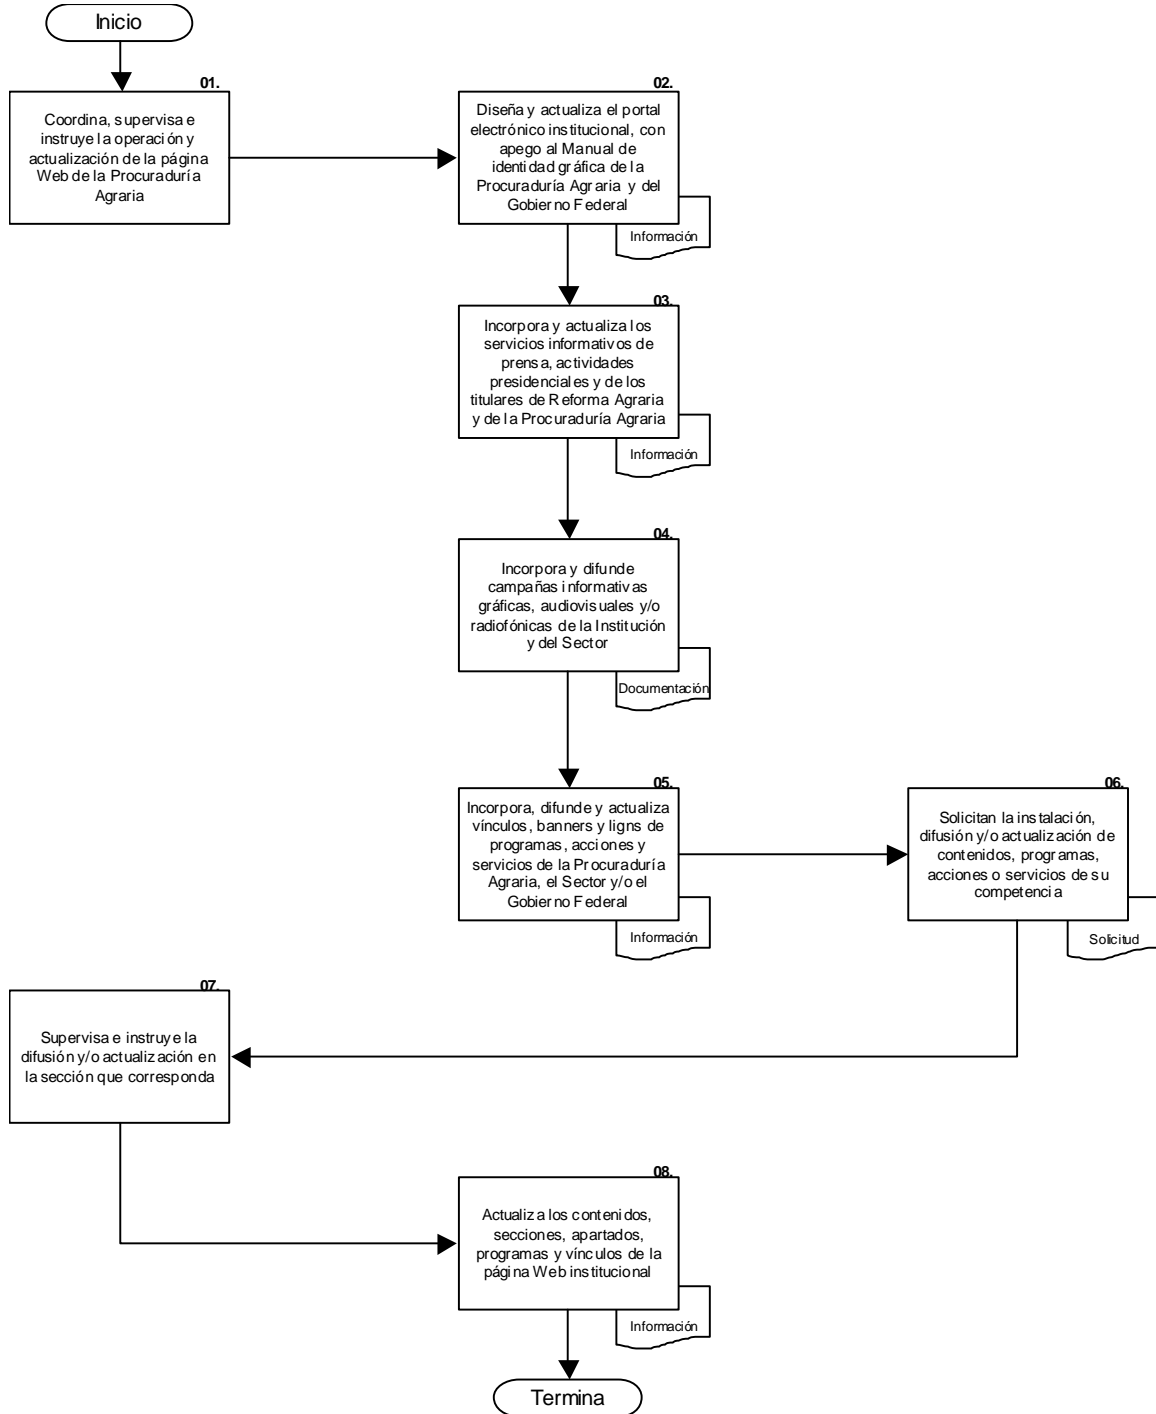 Inicio
01.
Coordina, supervisa e
instruye la operación y
actualización de la página
Web de la Procuraduría
Agraria
02.
Diseña y actualiza el portal
electrónico institucional, con
apego al Manual de
identidad gráfica de la
Procuraduría Agraria y del
Gobierno Federal
Información
03.
Incorpora y actualiza los
servicios informativos de
prensa, actividades
presidenciales y de los
titulares de Reforma Agraria
y de la Procuraduría Agraria
Información
04.
Incorpora y difunde
campañas informativas
gráficas, audiovisuales y/o
radiofónicas de la Institución
y del Sector
Documentación
05.
Incorpora, difunde y actualiza
vínculos, banners y ligns de
programas, acciones y
servicios de la Procuraduría
Agraria, el Sector y/o el
Gobierno Federal
Información
06.
Solicitan la instalación,
difusión y/o actualización de
contenidos, programas,
acciones o servicios de su
competencia
Solicitud
07.
Supervisa e instruye la
difusión y/o actualización en
la sección que corresponda
08.
Actualiza los contenidos,
secciones, apartados,
programas y vínculos de la
página Web institucional
Información
Termina